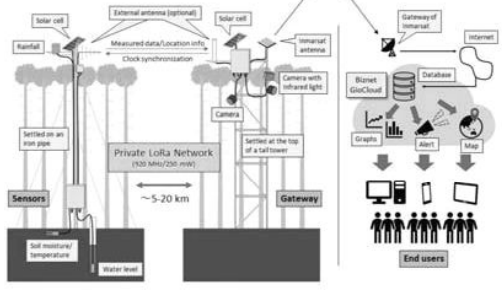 Solar cell
External antenna (optional)
Solar cell
Rainfall
Measured data/Location info
Clock synchronization
Inmarsat
antenna
Camera with
Infrared light
Camera
Settled on an
iron pipe
Private LoRa Network
(920 MHz/250 mW)
Settled at the top
of a tall tower
Sensors
~5-20 km
Gateway
Soil moisture/
temperature
Water level
Gateway of
Inmarsat
Internet
Biznet
GioCloud
Database
Graphs
Alert
Map
End users